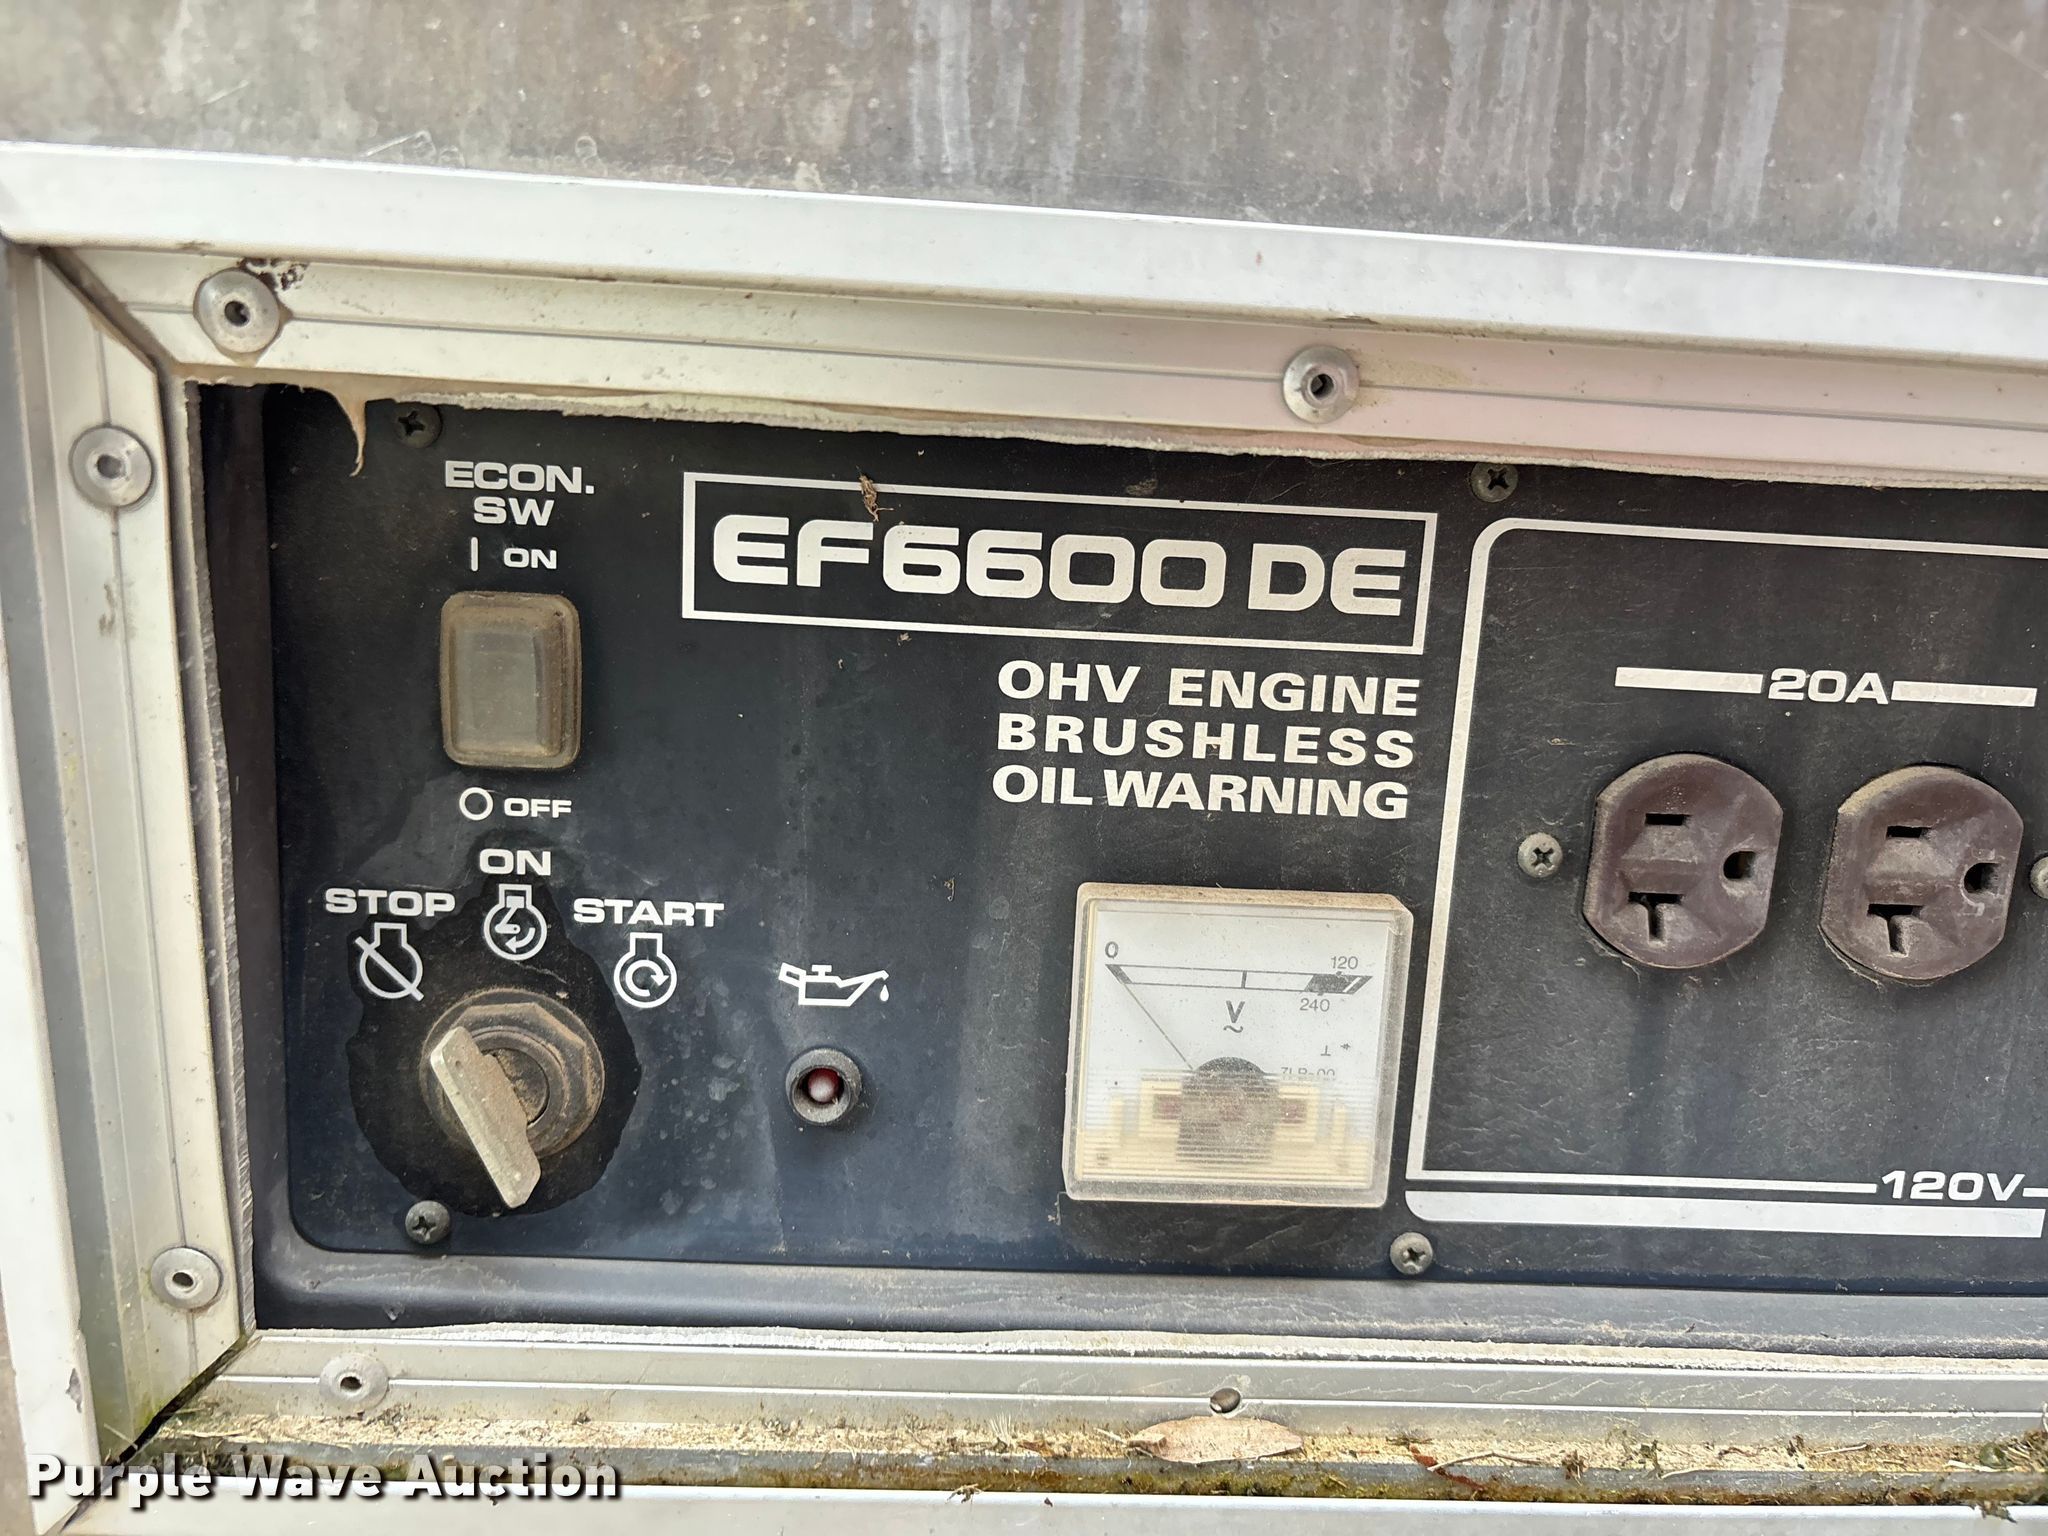 ECON.
SW
| ON
OFF
EF6600DE
OHV ENGINE
BRUSHLESS
OIL WARNING
STOP
ON
START
0
120
240
V
~
20A
120V
Purple Wave Auction